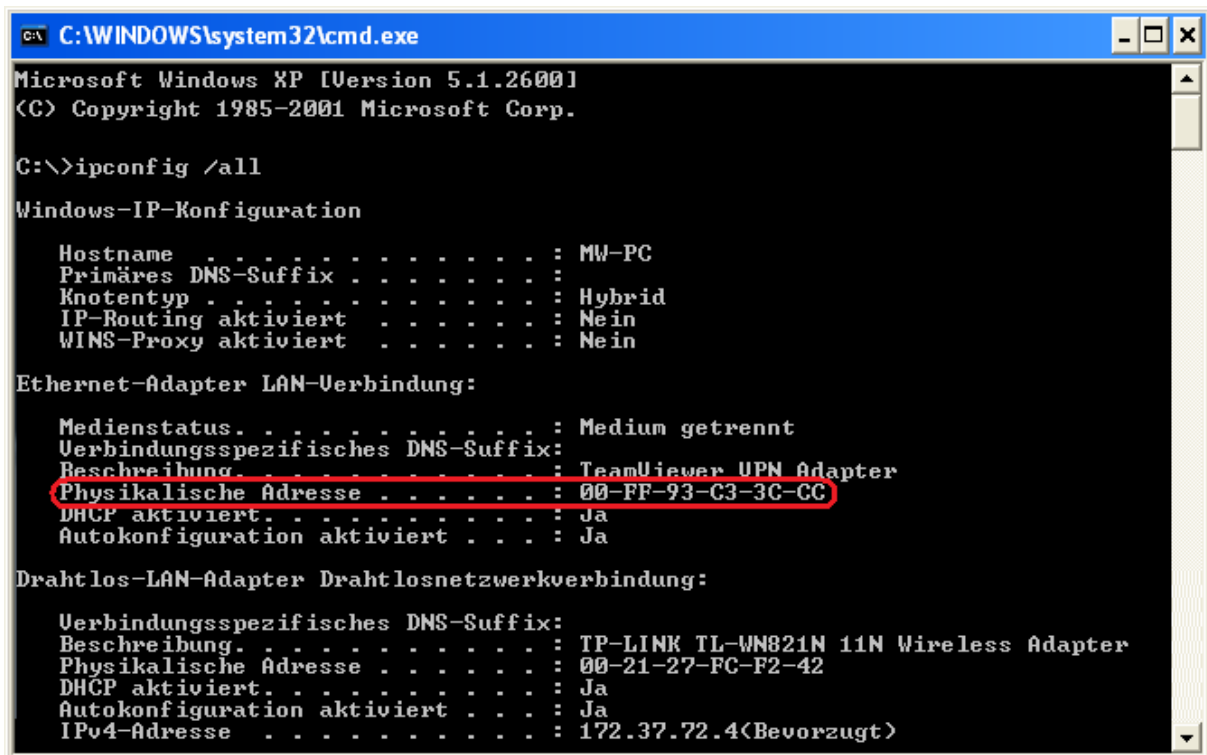 C:\WINDOWS\system32\cmd.exe
Microsoft Windows XP [Version 5.1.2600]
(C) Copyright 1985-2001 Microsoft Corp.
C:\>ipconfig /all
Windows-IP-Konfiguration
Hostname . . . . . . . . . . . . : MW-PC
Primäres DNS-Suffix . . . . . . . :
Knotentyp . . . . . . . . . . . . : Hybrid
IP-Routing aktiviert . . . . . . : Nein
WINS-Proxy aktiviert . . . . . . : Nein
Ethernet-Adapter LAN-Verbindung:
Medienstatus. . . . . . . . . . . : Medium getrennt
Verbindungsspezifisches DNS-Suffix:
Beschreibung. . . . . . . . . . . : TeamViewer VPN Adapter
Physikalische Adresse . . . . . . : 00-FF-93-C3-3C-CC
DHCP aktiviert. . . . . . . . . . : Ja
Autokonfiguration aktiviert . . . : Ja
Drahtlos-LAN-Adapter Drahtlosnetzwerkverbindung:
Verbindungsspezifisches DNS-Suffix:
Beschreibung. . . . . . . . . . . : TP-LINK TL-WN821N 11N Wireless Adapter
Physikalische Adresse . . . . . . : 00-21-27-FC-F2-42
DHCP aktiviert. . . . . . . . . . : Ja
Autokonfiguration aktiviert . . . : Ja
IPv4-Adresse . . . . . . . . . . : 172.37.72.4(Bevorzugt)